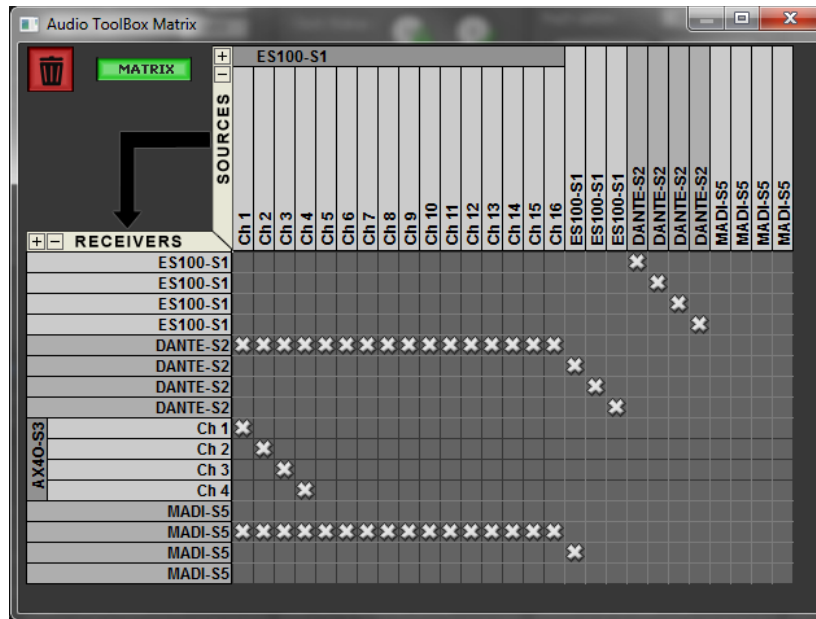 Audio ToolBox Matrix
MATRIX
+
−
SOURCES
ES100-S1
Ch 1
Ch 2
Ch 3
Ch 4
Ch 5
Ch 6
Ch 7
Ch 8
Ch 9
Ch 10
Ch 11
Ch 12
Ch 13
Ch 14
Ch 15
Ch 16
ES100-S1
ES100-S1
ES100-S1
DANTE-S2
DANTE-S2
DANTE-S2
DANTE-S2
MADI-S5
MADI-S5
MADI-S5
MADI-S5
+ − RECEIVERS
ES100-S1
ES100-S1
ES100-S1
ES100-S1
DANTE-S2
DANTE-S2
DANTE-S2
DANTE-S2
AX4O-S3
Ch 1
Ch 2
Ch 3
Ch 4
MADI-S5
MADI-S5
MADI-S5
MADI-S5